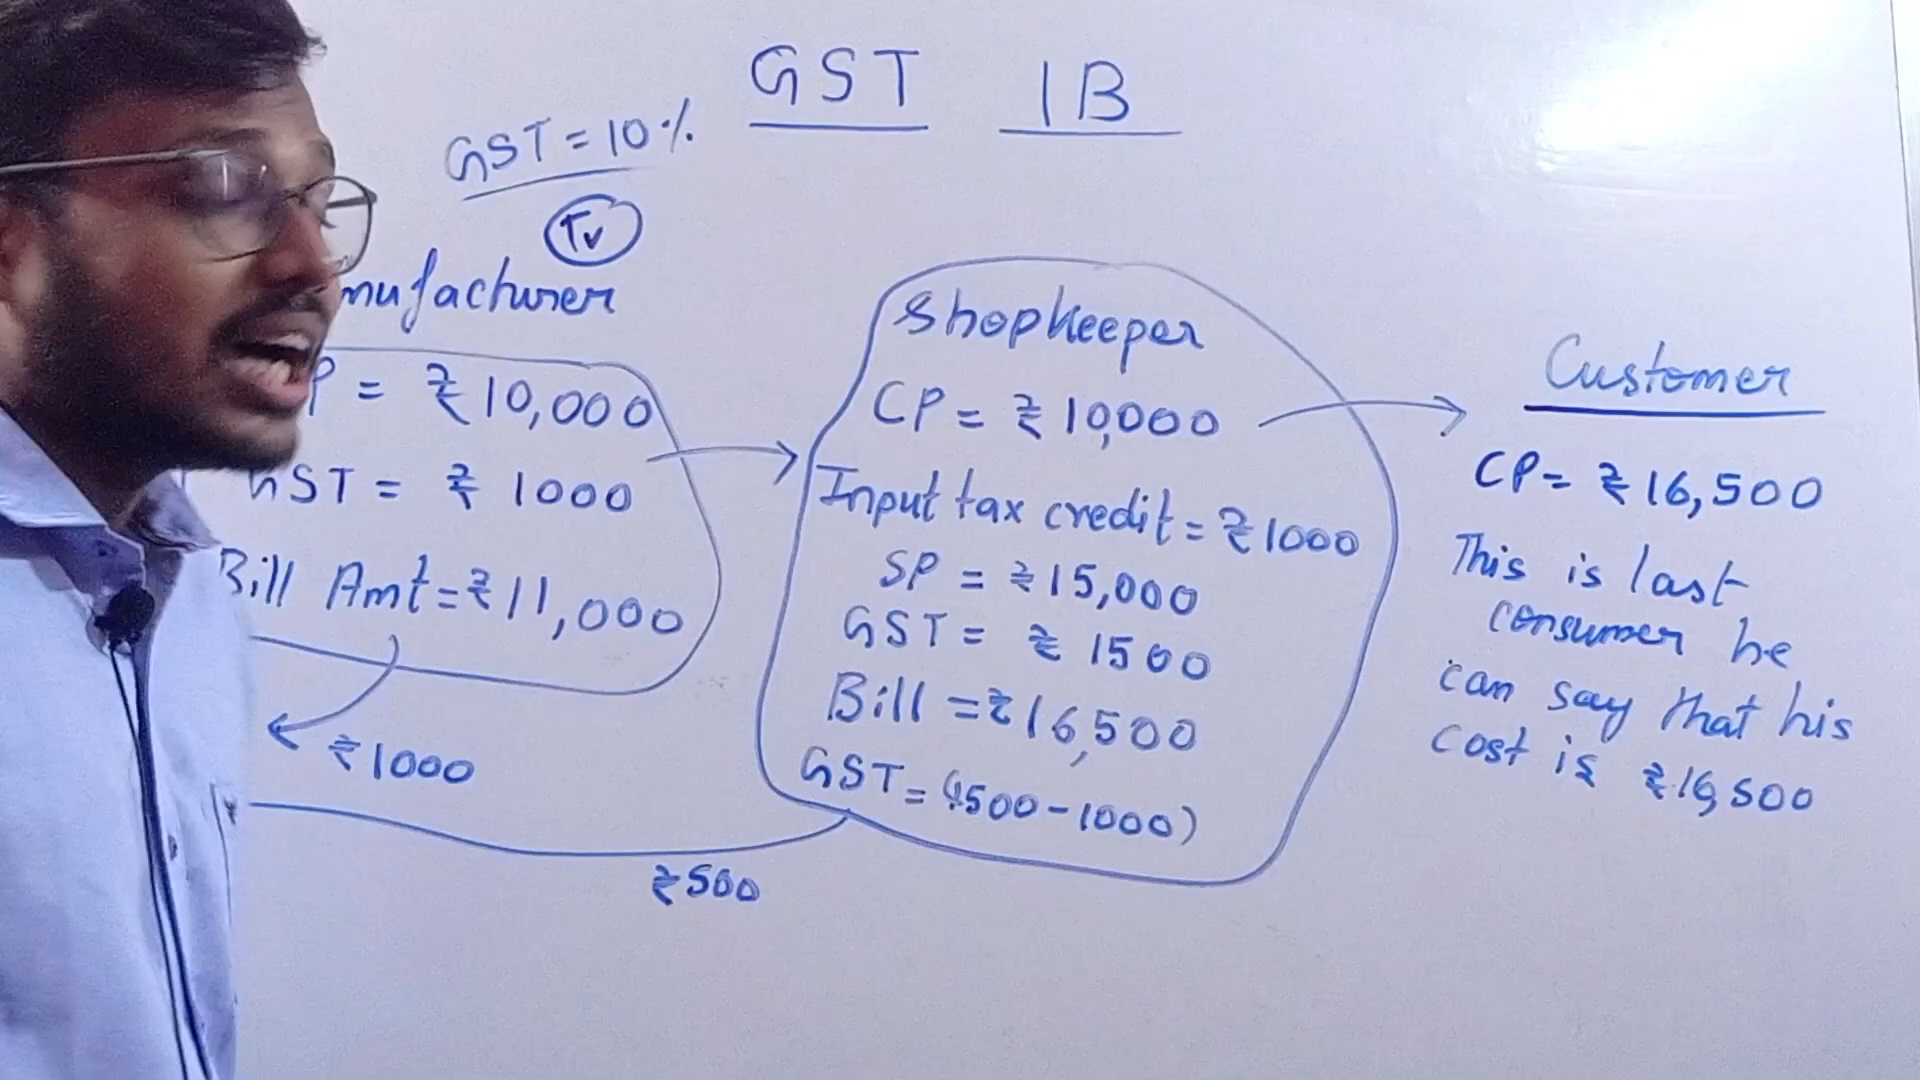 GST 1B
GST = 10%
Tv
nufacturer
P = ₹10,000
GST = ₹ 1000
Bill Amt = ₹11,000
₹1000
Shopkeeper
CP = ₹ 10,000
Input tax credit = ₹1000
SP = ₹15,000
GST = ₹ 1500
Bill = ₹16,500
GST = (1500 - 1000)
₹500
Customer
CP = ₹16,500
This is last
consumer he
can say that his
cost is ₹16,500